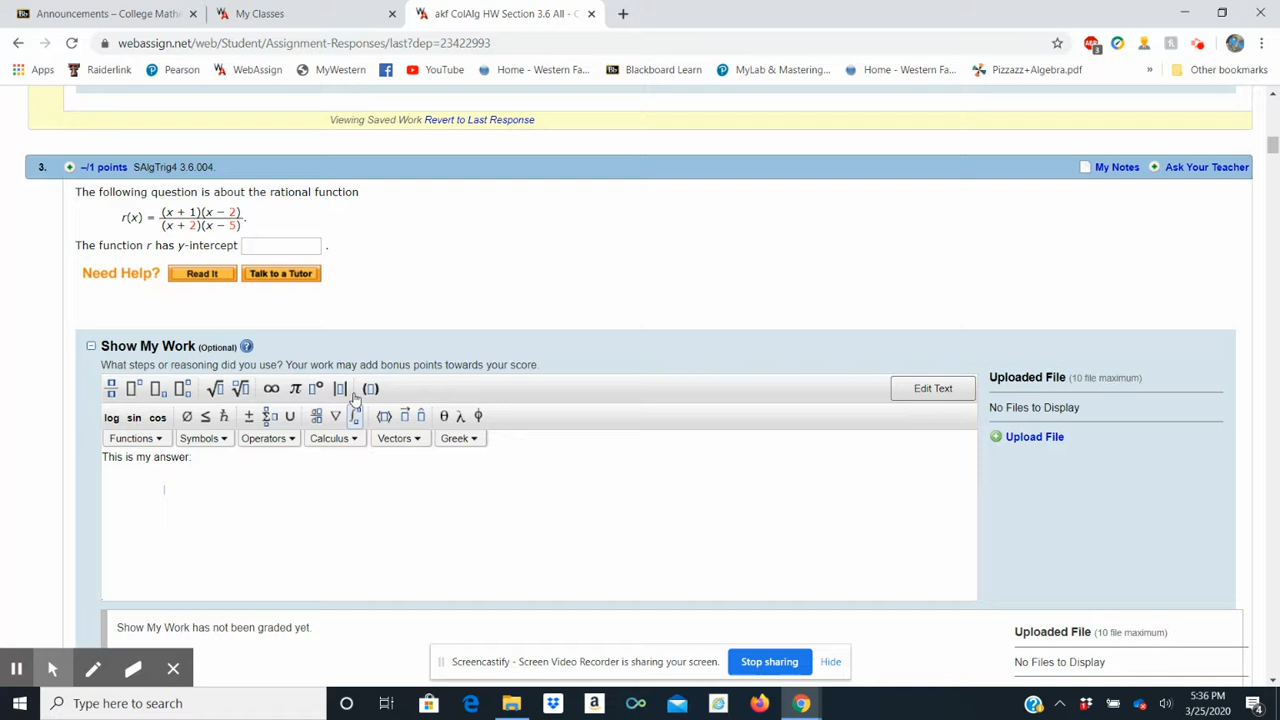 Announcements – College Mathe
My Classes
akf ColAlg HW Section 3.6 All - C
webassign.net/web/Student/Assignment-Responses/last?dep=23422993
Apps
Raiderlink
Pearson
WebAssign
MyWestern
YouTube
Home - Western Fa...
Blackboard Learn
MyLab & Mastering...
Home - Western Fa...
Pizzazz+Algebra.pdf
»
Other bookmarks
Viewing Saved Work Revert to Last Response
3.
–/1 points
SAlgTrig4 3.6.004.
My Notes
Ask Your Teacher
The following question is about the rational function
r(x) = (x + 1)(x − 2) / (x + 2)(x − 5).
The function r has y-intercept .
Need Help?
Read It
Talk to a Tutor
Show My Work (Optional) ?
What steps or reasoning did you use? Your work may add bonus points towards your score.
∞ π
Edit Text
log sin cos ∅ ≤ ℏ ± ∑ ∪ ∇ ∫ θ λ ϕ
Functions
Symbols
Operators
Calculus
Vectors
Greek
This is my answer:
Uploaded File (10 file maximum)
No Files to Display
Upload File
Show My Work has not been graded yet.
Uploaded File (10 file maximum)
No Files to Display
Screencastify - Screen Video Recorder is sharing your screen.
Stop sharing
Hide
Type here to search
5:36 PM
3/25/2020
4